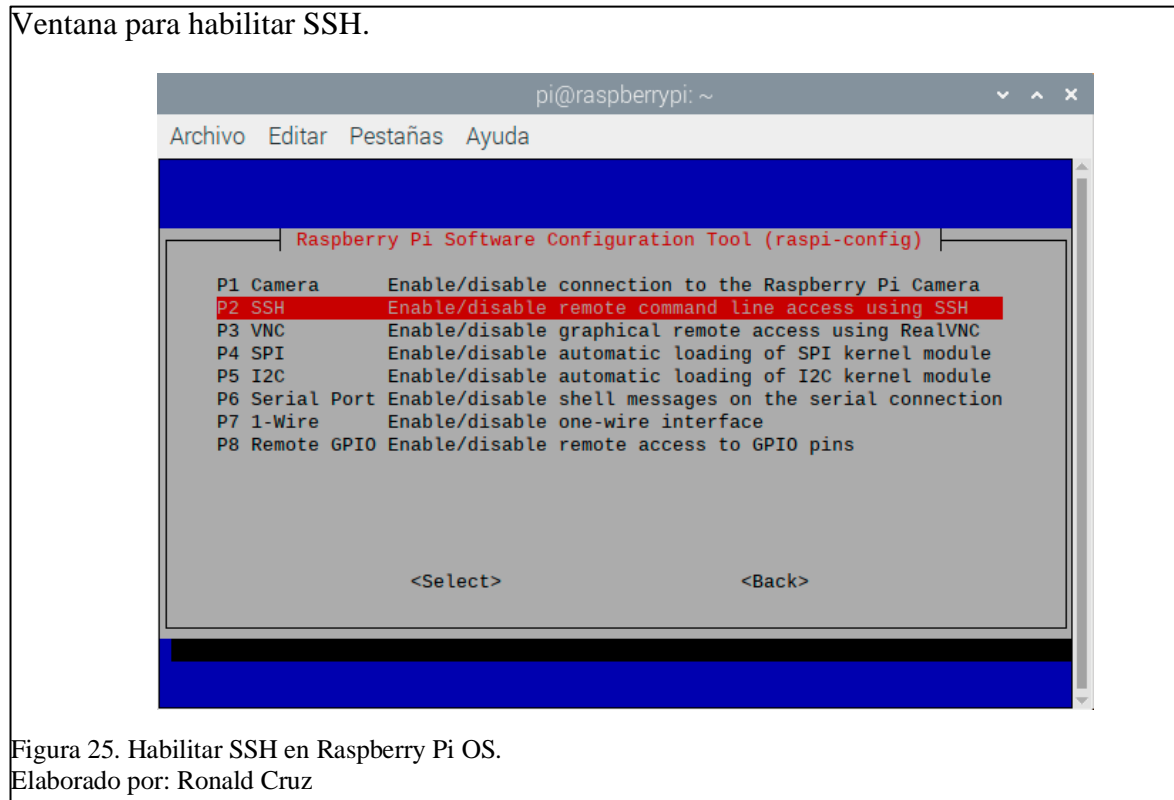 Ventana para habilitar SSH.
pi@raspberrypi: ~
Archivo Editar Pestañas Ayuda
Raspberry Pi Software Configuration Tool (raspi-config)
P1 Camera Enable/disable connection to the Raspberry Pi Camera
P2 SSH Enable/disable remote command line access using SSH
P3 VNC Enable/disable graphical remote access using RealVNC
P4 SPI Enable/disable automatic loading of SPI kernel module
P5 I2C Enable/disable automatic loading of I2C kernel module
P6 Serial Port Enable/disable shell messages on the serial connection
P7 1-Wire Enable/disable one-wire interface
P8 Remote GPIO Enable/disable remote access to GPIO pins
<Select> <Back>
Figura 25. Habilitar SSH en Raspberry Pi OS.
Elaborado por: Ronald Cruz